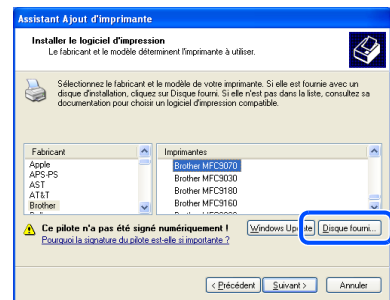 Assistant Ajout d'imprimante
Installer le logiciel d'impression
Le fabricant et le modèle déterminent l'imprimante à utiliser.
Sélectionnez le fabricant et le modèle de votre imprimante. Si elle est fournie avec un
disque d'installation, cliquez sur Disque fourni. Si elle n'est pas dans la liste, consultez sa
documentation pour choisir un logiciel d'impression compatible.
Fabricant
Apple
APS-PS
AST
AT&T
Brother
Imprimantes
Brother MFC9070
Brother MFC9030
Brother MFC9180
Brother MFC9160
Ce pilote n'a pas été signé numériquement !
Pourquoi la signature du pilote est-elle si importante ?
Windows Update
Disque fourni...
< Précédent
Suivant >
Annuler